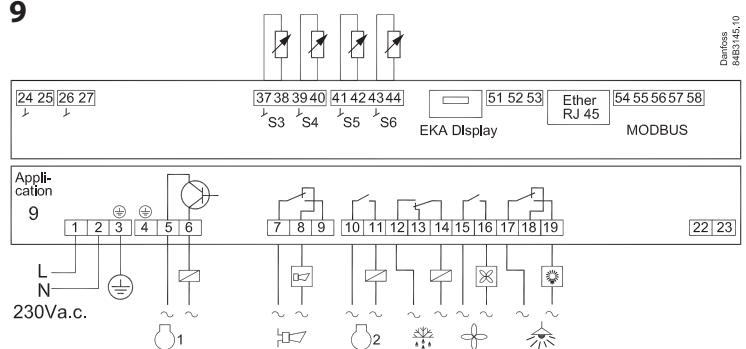 9
Danfoss
84B3145.10
24 25 26 27 37 38 39 40 41 42 43 44 51 52 53 Ether RJ 45 54 55 56 57 58
S3 S4 S5 S6 EKA DIsplay MODBUS
Appli-
cation
9
1 2 3 4 5 6 7 8 9 10 11 12 13 14 15 16 17 18 19 22 23
L
N
230Va.c.
1 2